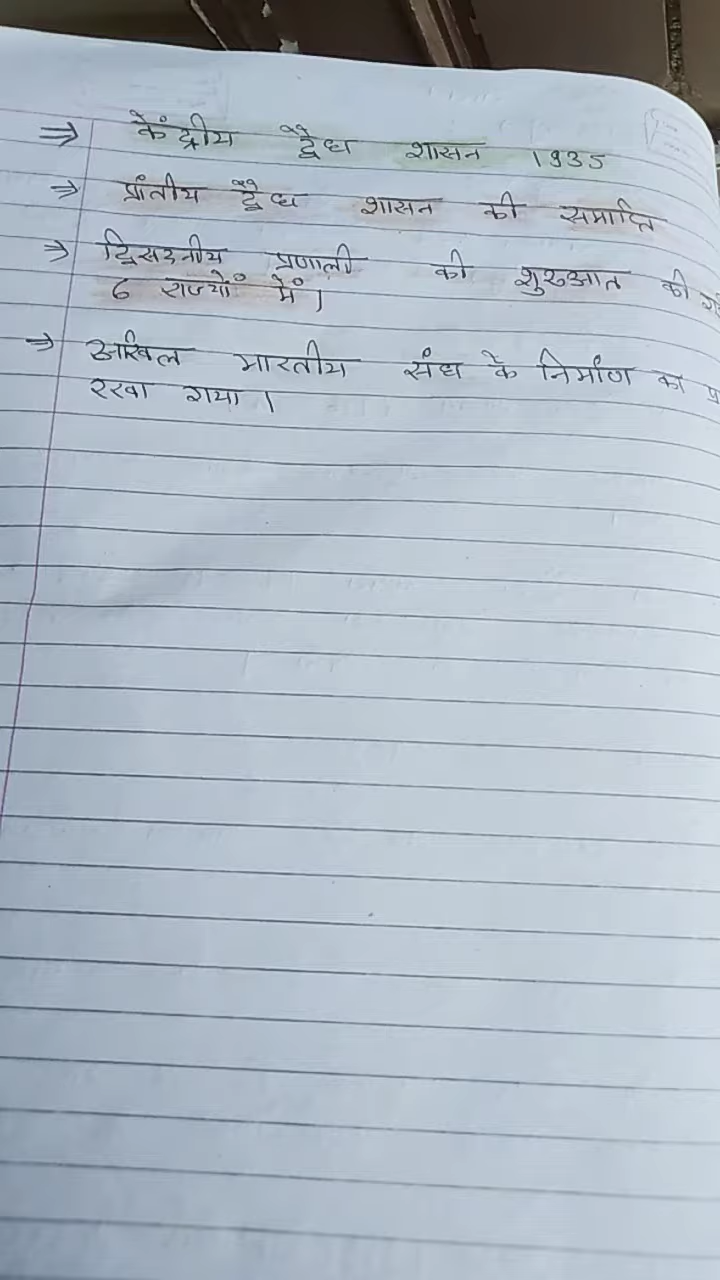 ⇒ केंद्रीय द्वैध शासन 1935
⇒ प्रांतीय द्वैध शासन की समाप्ति
⇒ द्विसदनीय प्रणाली की शुरुआत की
6 राज्यों में।
⇒ अखिल भारतीय संघ के निर्माण का
रखा गया।